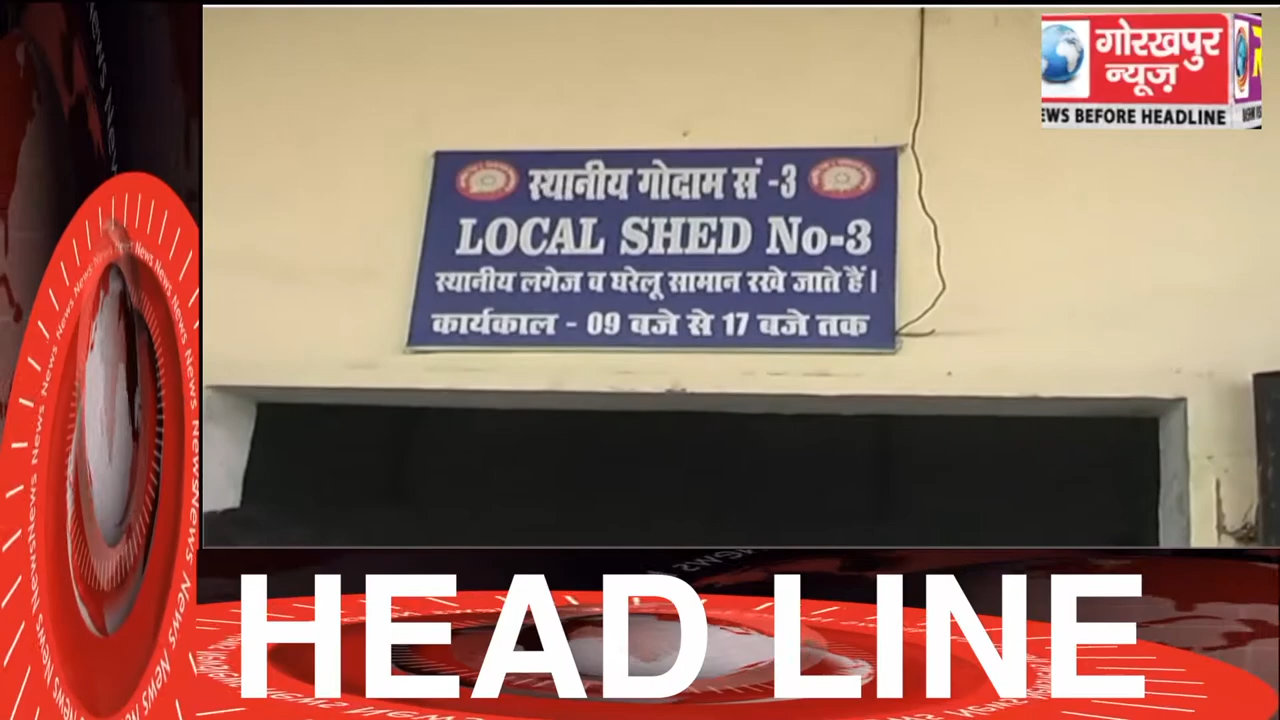 गोरखपुर
न्यूज़
EWS BEFORE HEADLINE
स्थानीय गोदाम सं -3
LOCAL SHED No-3
स्थानीय लगेज व घरेलू सामान रखे जाते हैं।
कार्यकाल - 09 बजे से 17 बजे तक
HEAD LINE